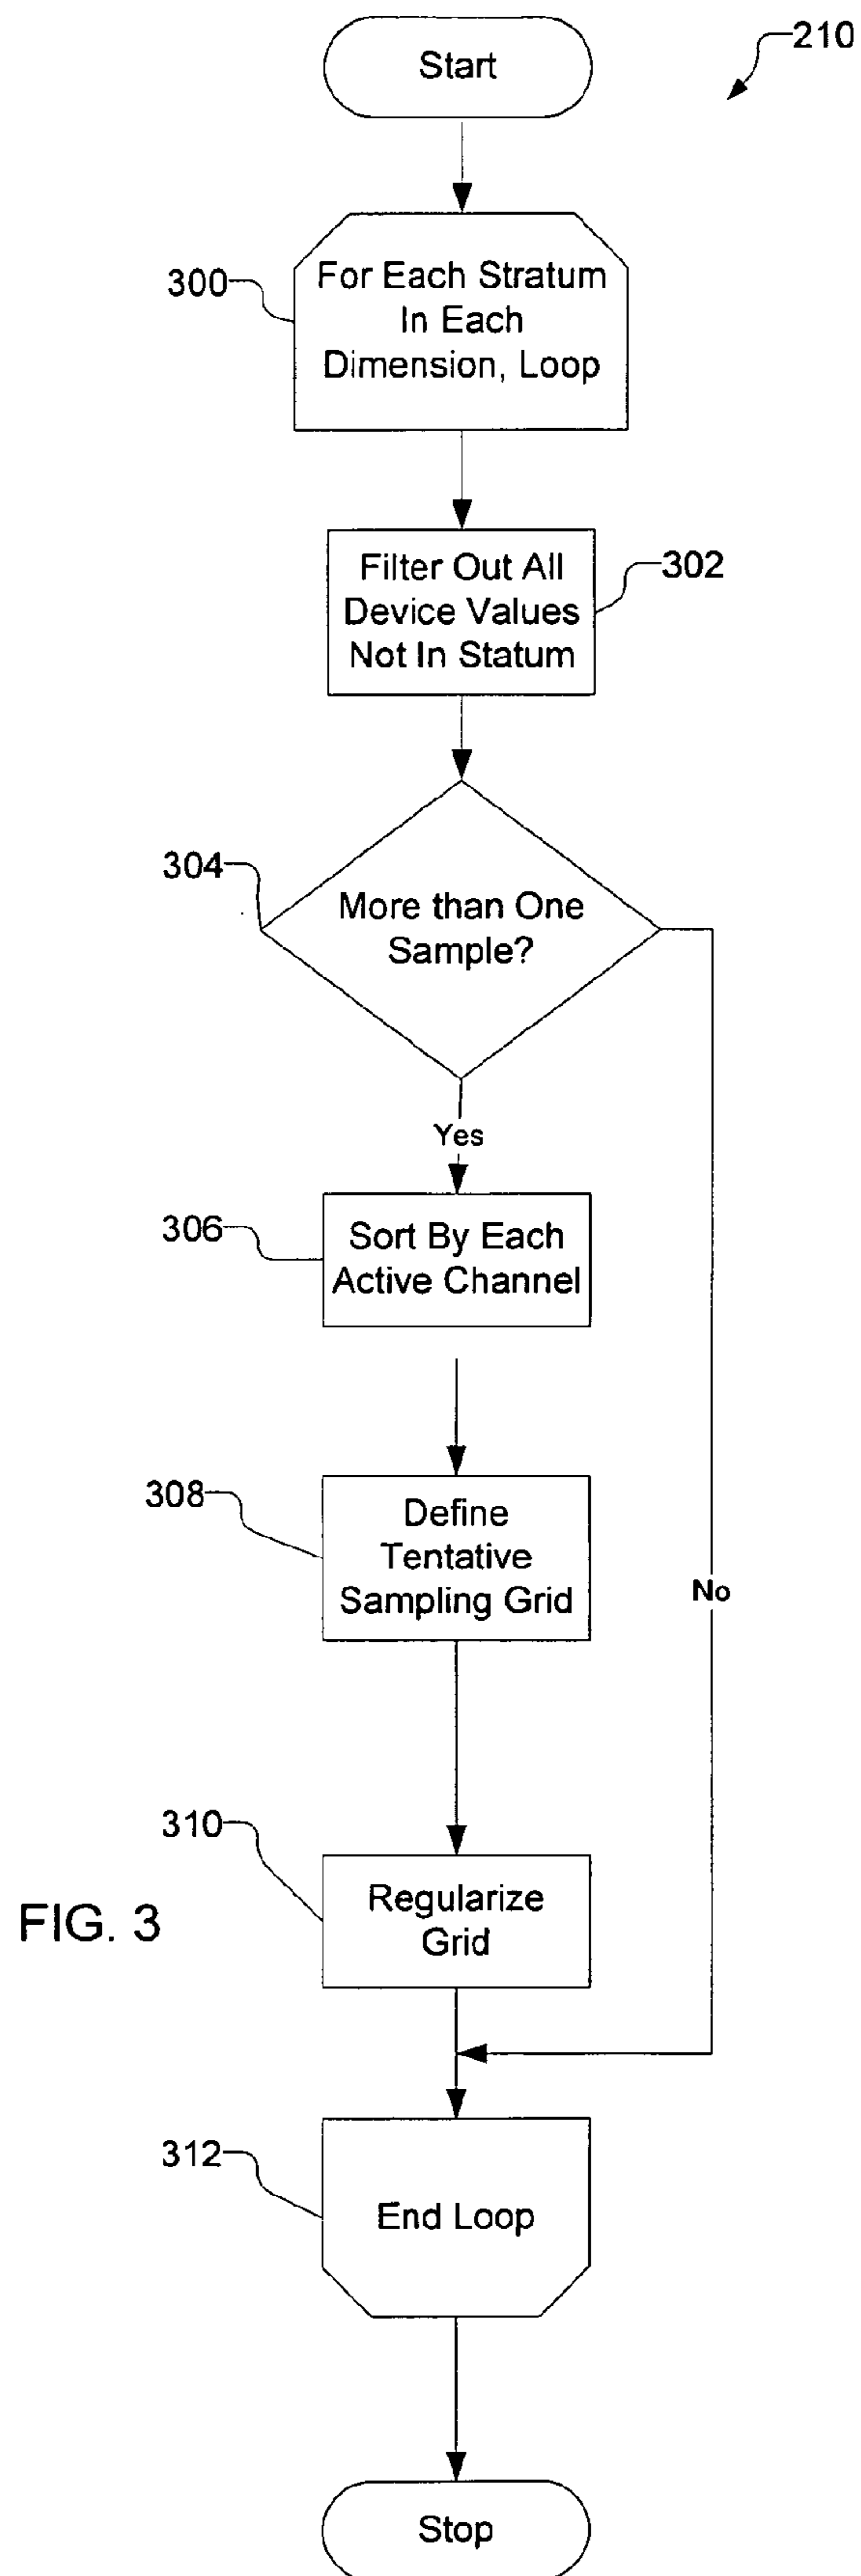 Start
210
300
For Each Stratum
In Each
Dimension, Loop
Filter Out All
Device Values
Not In Statum
302
304
More than One
Sample?
Yes
306
Sort By Each
Active Channel
308
Define
Tentative
Sampling Grid
No
310
Regularize
Grid
FIG. 3
312
End Loop
Stop